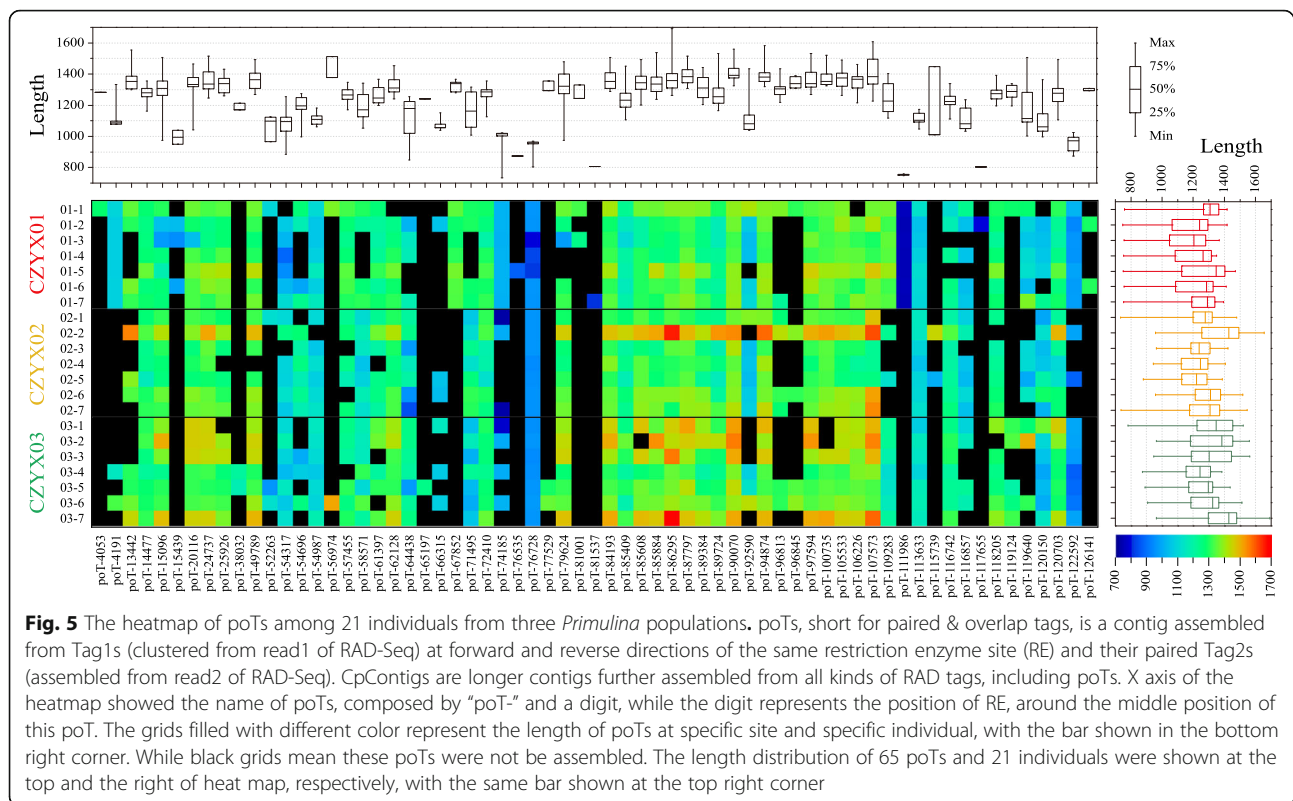 1600
1400
1200
1000
800
Length
Max
75%
50%
25%
Min
Length
800
1000
1200
1400
1600
CZYX01
01-1
01-2
01-3
01-4
01-5
01-6
01-7
CZYX02
02-1
02-2
02-3
02-4
02-5
02-6
02-7
CZYX03
03-1
03-2
03-3
03-4
03-5
03-6
03-7
poT-4053
poT-4191
poT-13442
poT-14477
poT-15096
poT-15439
poT-20116
poT-24737
poT-25926
poT-38032
poT-49789
poT-52263
poT-54317
poT-54696
poT-54987
poT-56974
poT-57455
poT-58571
poT-61397
poT-62128
poT-64438
poT-65197
poT-66315
poT-67852
poT-71495
poT-72410
poT-74185
poT-76535
poT-76728
poT-77529
poT-79624
poT-81001
poT-81537
poT-84193
poT-85409
poT-85608
poT-85884
poT-86295
poT-87797
poT-89384
poT-89724
poT-90070
poT-92590
poT-94874
poT-96813
poT-96845
poT-97594
poT-100735
poT-105533
poT-106226
poT-107573
poT-109283
poT-111986
poT-113633
poT-115739
poT-116742
poT-116857
poT-117655
poT-118205
poT-119124
poT-119640
poT-120150
poT-120703
poT-122592
poT-126141
700
900
1100
1300
1500
1700
Fig. 5 The heatmap of poTs among 21 individuals from three Primulina populations. poTs, short for paired & overlap tags, is a contig assembled
from Tag1s (clustered from read1 of RAD-Seq) at forward and reverse directions of the same restriction enzyme site (RE) and their paired Tag2s
(assembled from read2 of RAD-Seq). CpContigs are longer contigs further assembled from all kinds of RAD tags, including poTs. X axis of the
heatmap showed the name of poTs, composed by "poT-" and a digit, while the digit represents the position of RE, around the middle position of
this poT. The grids filled with different color represent the length of poTs at specific site and specific individual, with the bar shown in the bottom
right corner. While black grids mean these poTs were not be assembled. The length distribution of 65 poTs and 21 individuals were shown at the
top and the right of heat map, respectively, with the same bar shown at the top right corner